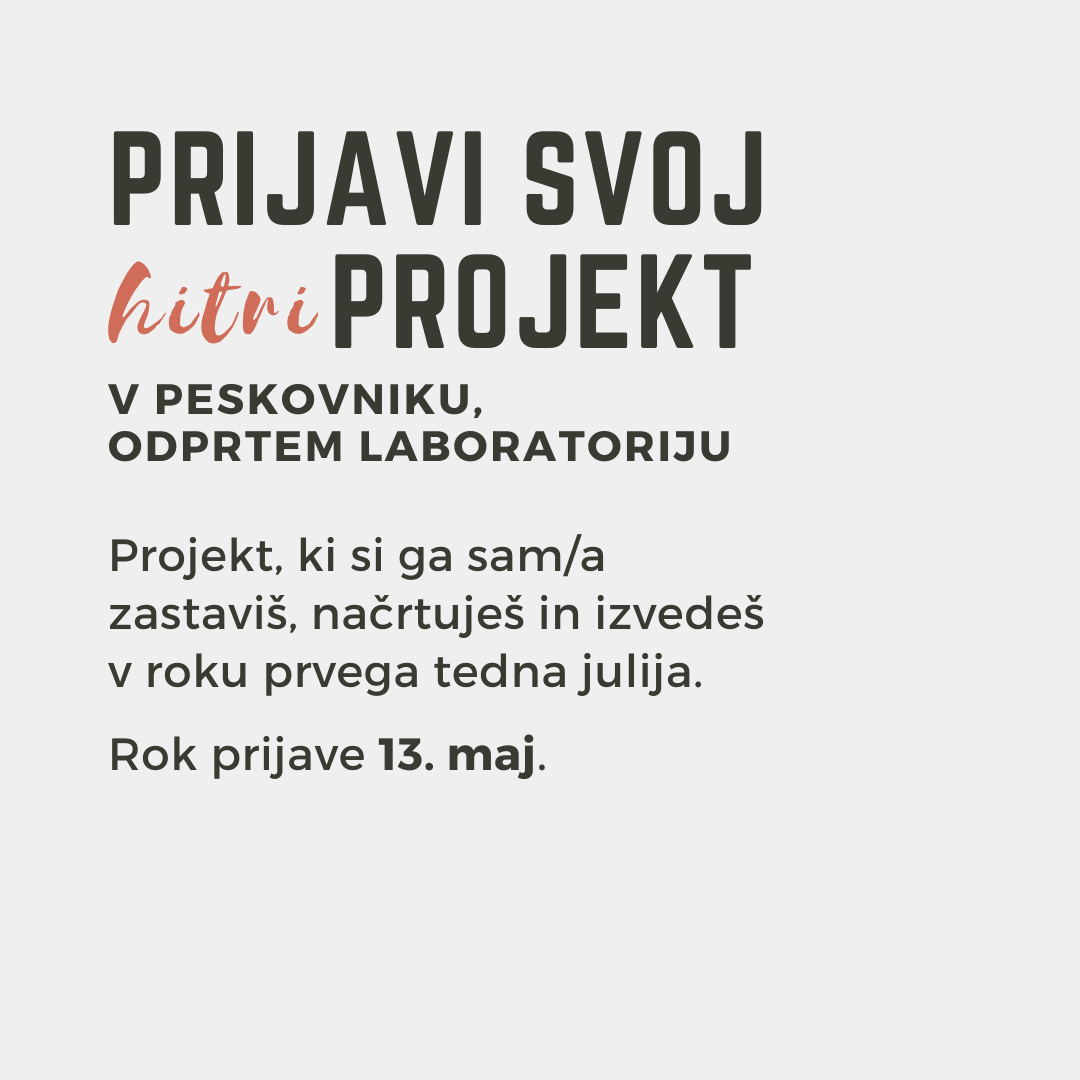 PRIJAVI SVOJ
hitri PROJEKT
V PESKOVNIKU,
ODPRTEM LABORATORIJU
Projekt, ki si ga sam/a
zastaviš, načrtuješ in izvedeš
v roku prvega tedna julija.
Rok prijave 13. maj.